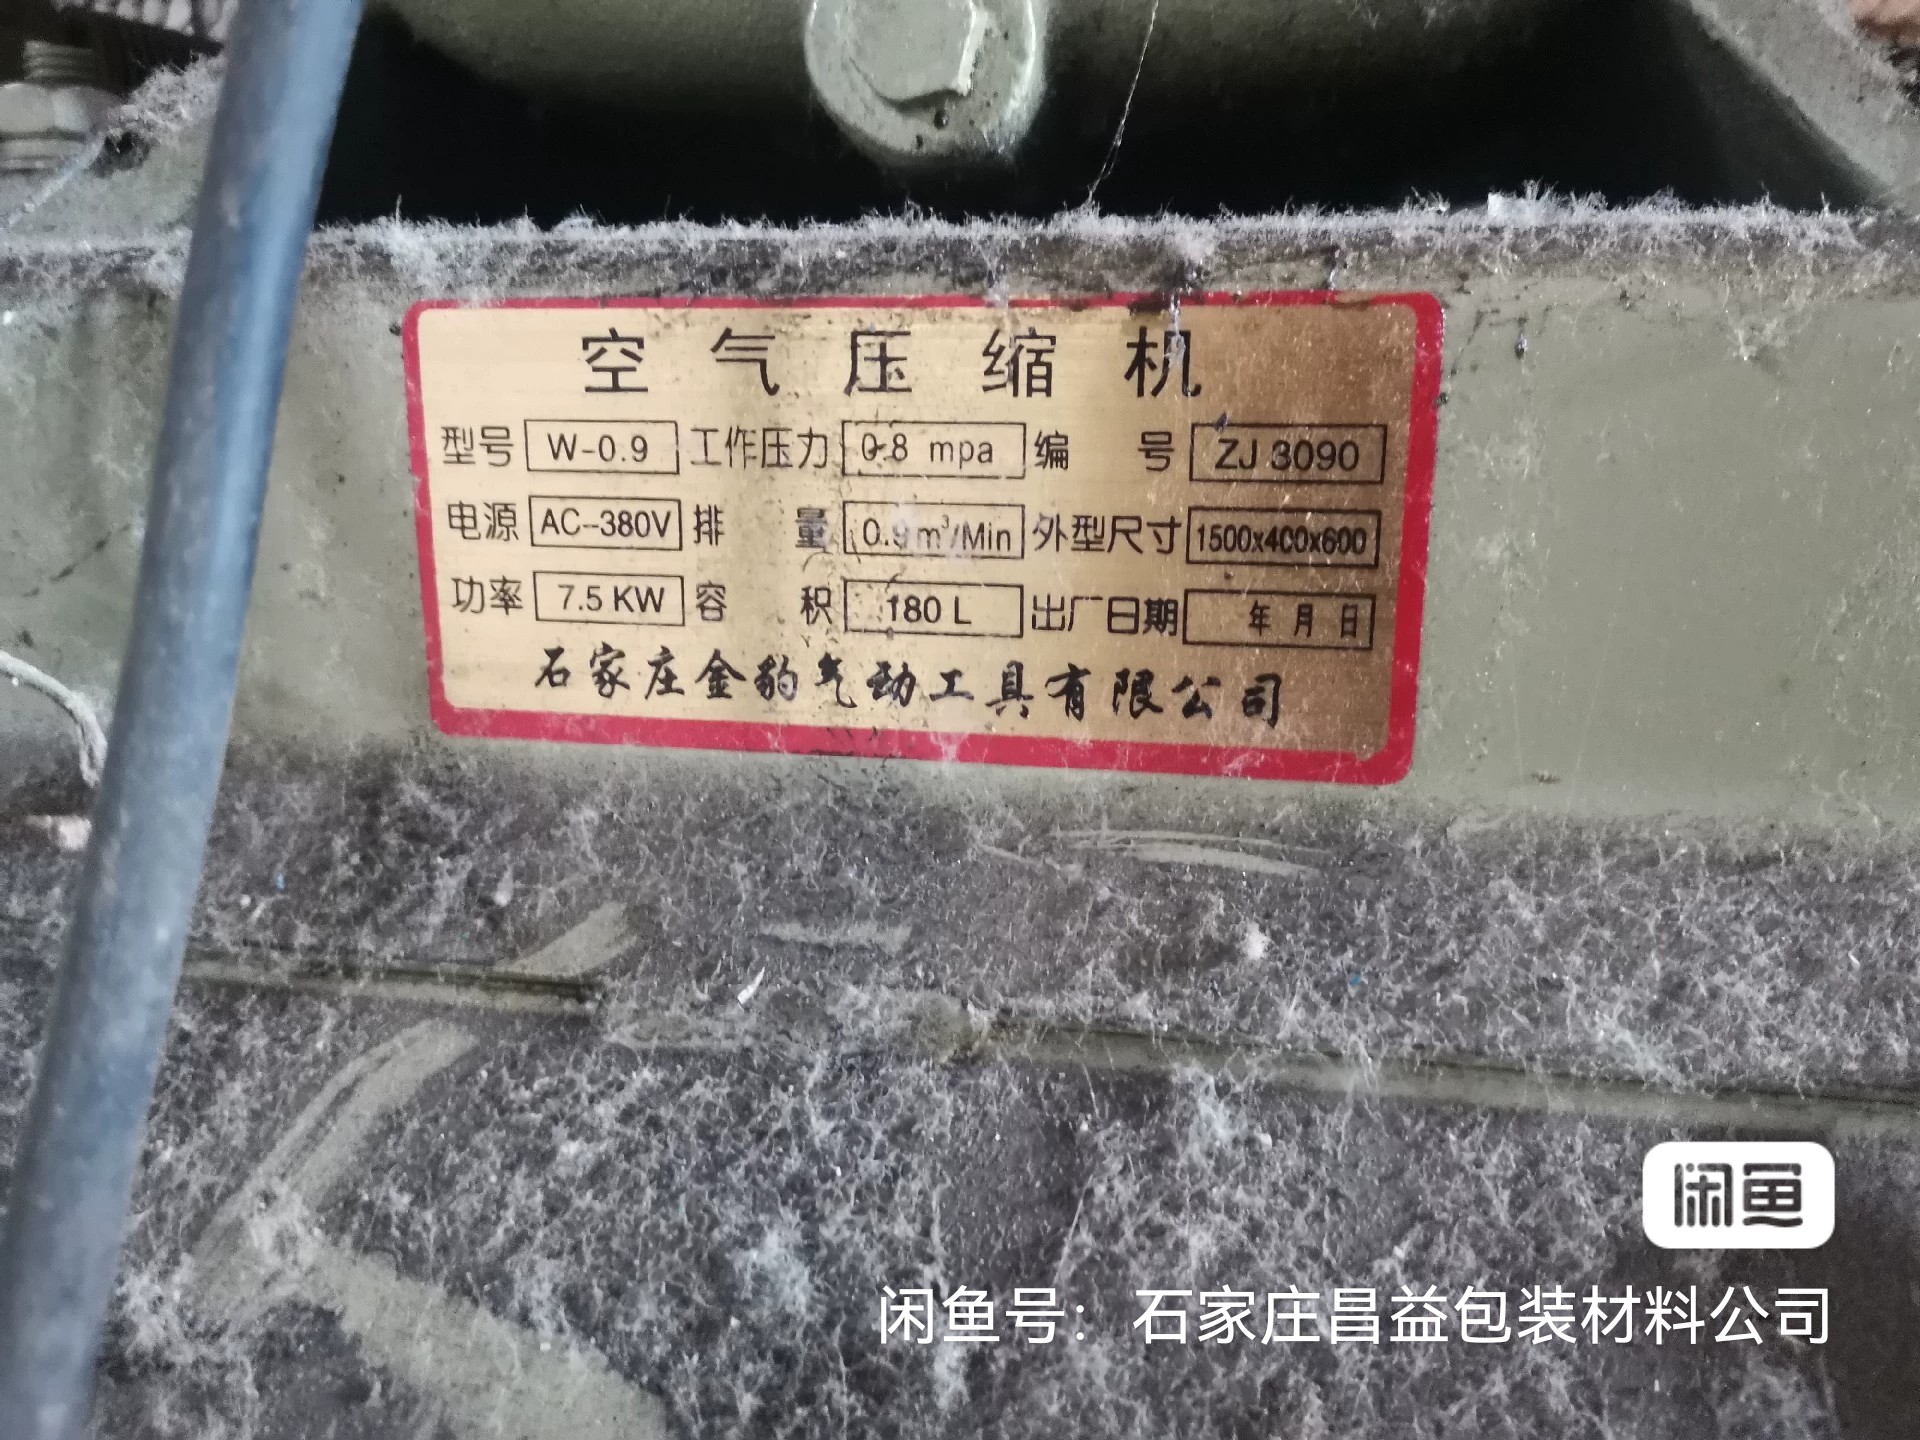 空气压缩机
型号 W-0.9 工作压力 0.8 mpa 编号 ZJ 3090
电源 AC-380V 排量 0.9m³/Min 外型尺寸 1500x400x600
功率 7.5 KW 容积 180 L 出厂日期 年 月 日
石家庄金豹气动工具有限公司
闲鱼
闲鱼号：石家庄昌益包装材料公司